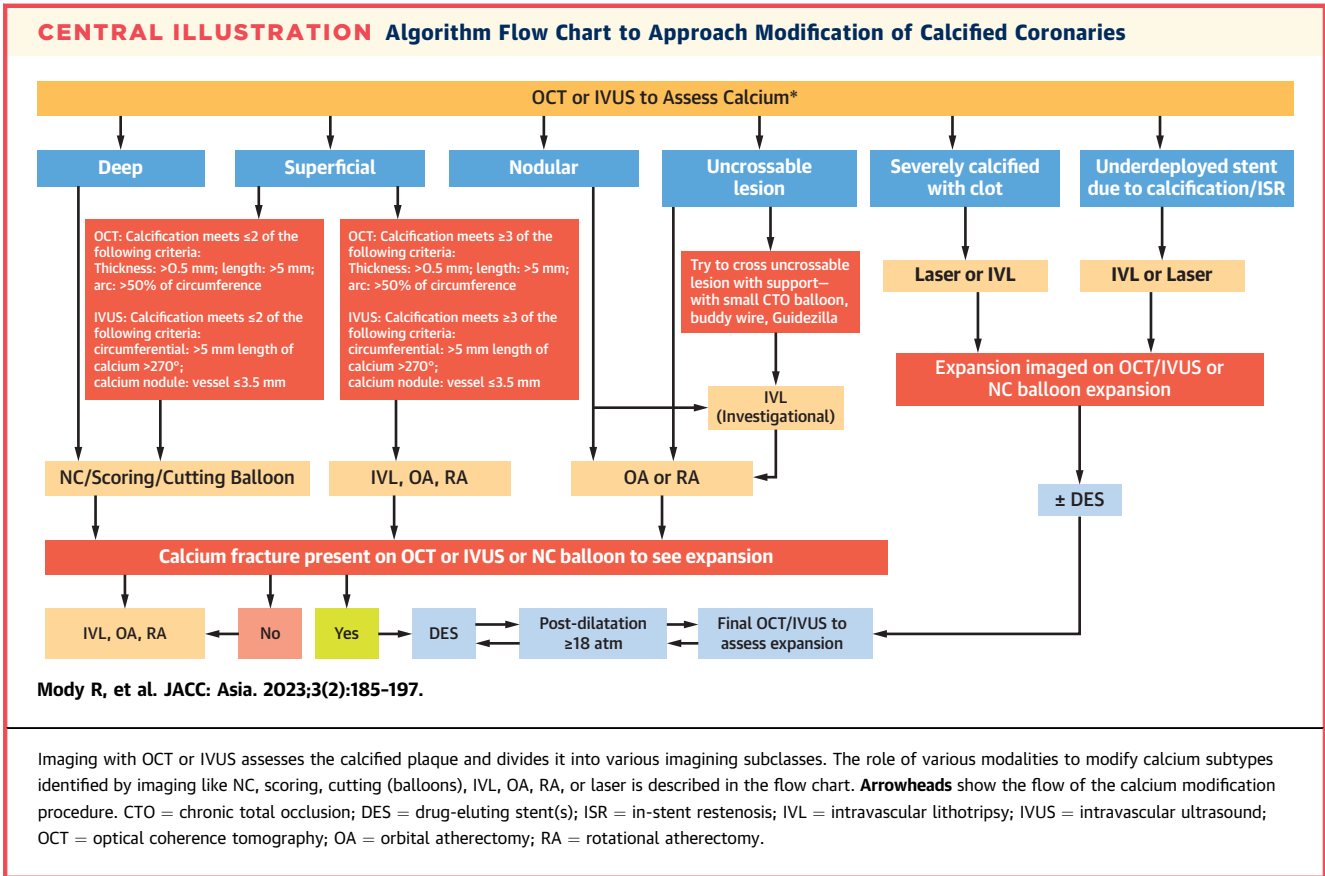 CENTRAL ILLUSTRATION Algorithm Flow Chart to Approach Modification of Calcified Coronaries
OCT or IVUS to Assess Calcium*
Deep
Superficial
Nodular
Uncrossable
lesion
Severely calcified
with clot
Underdeployed stent
due to calcification/ISR
OCT: Calcification meets ≤2 of the
following criteria:
Thickness: >0.5 mm; length: >5 mm;
arc: >50% of circumference
IVUS: Calcification meets ≤2 of the
following criteria:
circumferential: >5 mm length of
calcium >270°;
calcium nodule: vessel ≤3.5 mm
OCT: Calcification meets ≥3 of the
following criteria:
Thickness: >0.5 mm; length: >5 mm;
arc: >50% of circumference
IVUS: Calcification meets ≥3 of the
following criteria:
circumferential: >5 mm length of
calcium >270°;
calcium nodule: vessel ≤3.5 mm
Try to cross uncrossable
lesion with support—
with small CTO balloon,
buddy wire, Guidezilla
Laser or IVL
IVL or Laser
Expansion imaged on OCT/IVUS or
NC balloon expansion
IVL
(Investigational)
NC/Scoring/Cutting Balloon
IVL, OA, RA
OA or RA
± DES
Calcium fracture present on OCT or IVUS or NC balloon to see expansion
IVL, OA, RA
No
Yes
DES
Post-dilatation
≥18 atm
Final OCT/IVUS to
assess expansion
Mody R, et al. JACC: Asia. 2023;3(2):185–197.
Imaging with OCT or IVUS assesses the calcified plaque and divides it into various imagining subclasses. The role of various modalities to modify calcium subtypes
identified by imaging like NC, scoring, cutting (balloons), IVL, OA, RA, or laser is described in the flow chart. Arrowheads show the flow of the calcium modification
procedure. CTO = chronic total occlusion; DES = drug-eluting stent(s); ISR = in-stent restenosis; IVL = intravascular lithotripsy; IVUS = intravascular ultrasound;
OCT = optical coherence tomography; OA = orbital atherectomy; RA = rotational atherectomy.